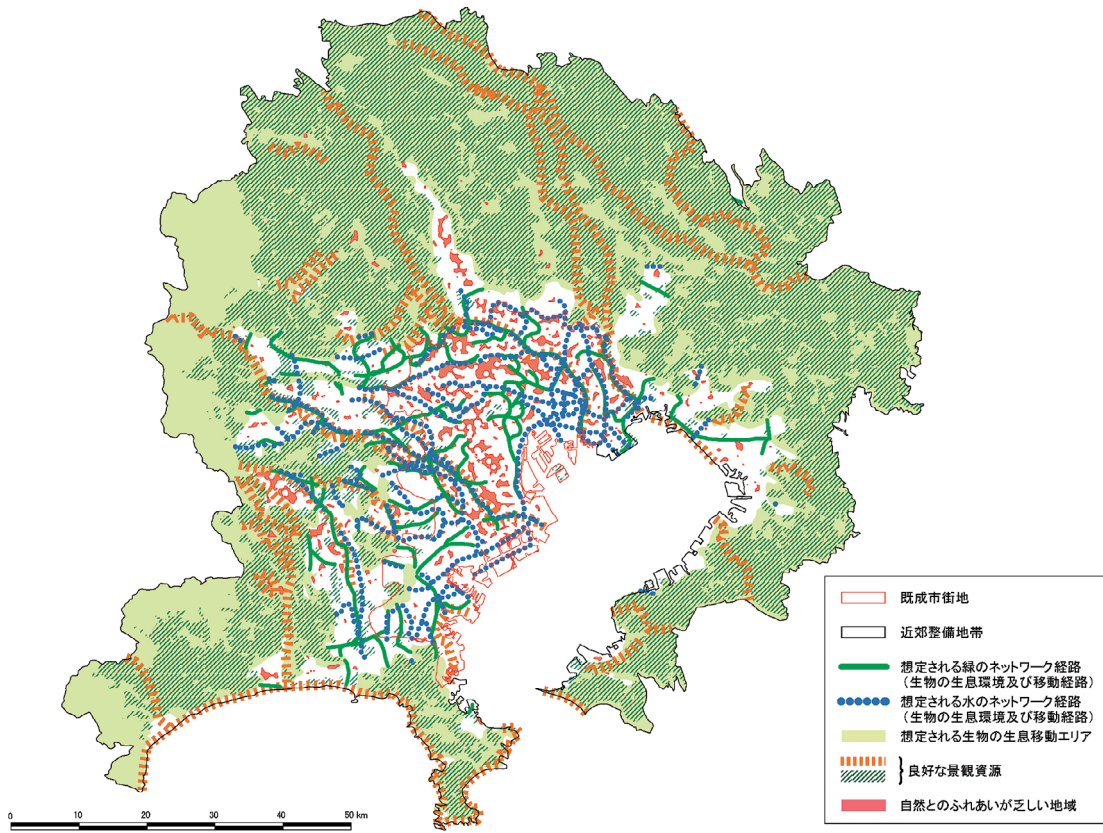 既成市街地
近郊整備地帯
想定される緑のネットワーク経路
(生物の生息環境及び移動経路)
想定される水のネットワーク経路
(生物の生息環境及び移動経路)
想定される生物の生息移動エリア
良好な景観資源
自然とのふれあいが乏しい地域
0 10 20 30 40 50 km